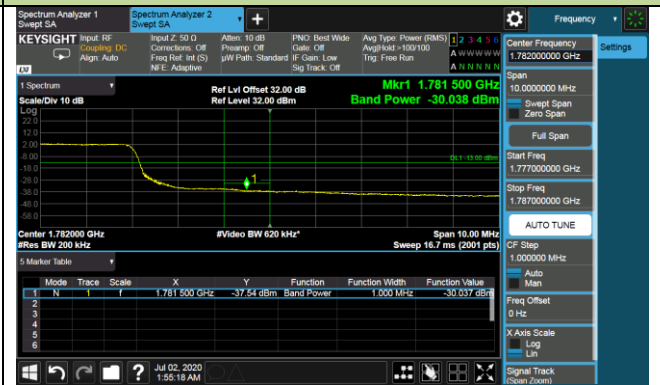 Spectrum Analyzer 1
Swept SA
Spectrum Analyzer 2
Swept SA
+
Frequency
KEYSIGHT
Input: RF
Coupling: DC
Align: Auto
Input Z: 50 Ω
Corrections: Off
Freq Ref: Int (S)
NFE: Adaptive
Atten: 10 dB
Preamp: Off
µW Path: Standard
PNO: Best Wide
Gate: Off
IF Gain: Low
Sig Track: Off
Avg Type: Power (RMS)
Avg|Hold:>100/100
Trig: Free Run
1 2 3 4 5 6
A W W W W W
A N N N N N
1 Spectrum
Scale/Div 10 dB
Ref Lvl Offset 32.00 dB
Ref Level 32.00 dBm
Mkr1 1.781 500 GHz
Band Power -30.038 dBm
Log
22.0
12.0
2.00
-8.00
-18.0
-28.0
-38.0
-48.0
-58.0
DL1 -13.00 dBm
1
Center 1.782000 GHz
#Res BW 200 kHz
#Video BW 620 kHz*
Span 10.00 MHz
Sweep 16.7 ms (2001 pts)
5 Marker Table
Mode Trace Scale X Y Function Function Width Function Value
1 N 1 f 1.781 500 GHz -37.54 dBm Band Power 1.000 MHz -30.037 dBm
2
3
4
5
6
Jul 02, 2020
1:55:18 AM
Center Frequency
1.782000000 GHz
Settings
Span
10.0000000 MHz
Swept Span
Zero Span
Full Span
Start Freq
1.777000000 GHz
Stop Freq
1.787000000 GHz
AUTO TUNE
CF Step
1.000000 MHz
Auto
Man
Freq Offset
0 Hz
X Axis Scale
Log
Lin
Signal Track
(Span Zoom)